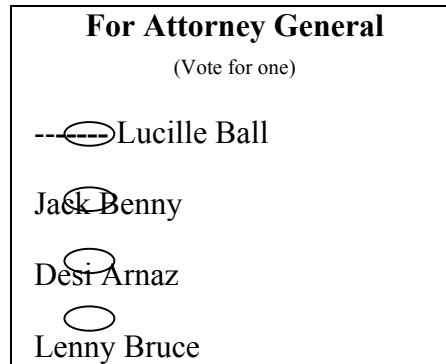 For Attorney General
(Vote for one)
------- Lucille Ball
Jack Benny
Desi Arnaz
Lenny Bruce